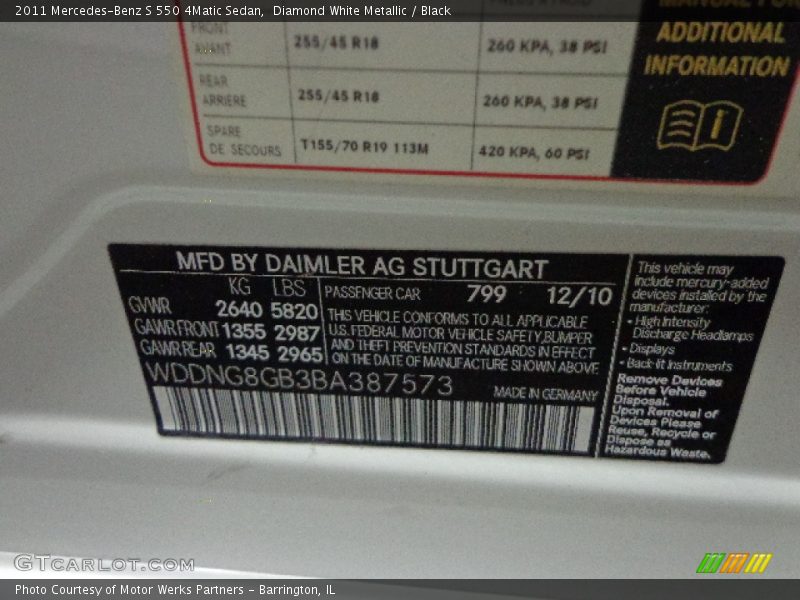 2011 Mercedes-Benz S 550 4Matic Sedan,  Diamond White Metallic / Black
ADDITIONAL
INFORMATION
FRONT
AVANT 255/45 R18 260 KPA, 38 PSI
REAR
ARRIERE 255/45 R18 260 KPA, 38 PSI
SPARE
DE SECOURS T155/70 R19 113M 420 KPA, 60 PSI
MFD BY DAIMLER AG STUTTGART
KG LBS
GVWR 2640 5820
GAWR FRONT 1355 2987
GAWR REAR 1345 2965
PASSENGER CAR 799 12/10
THIS VEHICLE CONFORMS TO ALL APPLICABLE
U.S. FEDERAL MOTOR VEHICLE SAFETY, BUMPER
AND THEFT PREVENTION STANDARDS IN EFFECT
ON THE DATE OF MANUFACTURE SHOWN ABOVE
WDDNG8GB3BA387573
MADE IN GERMANY
This vehicle may
include mercury-added
devices installed by the
manufacturer:
• High Intensity
Discharge Headlamps
• Displays
• Back-lit Instruments
Remove Devices
Before Vehicle
Disposal.
Upon Removal of
Devices Please
Reuse, Recycle or
Dispose as
Hazardous Waste.
GTCARLOT.COM
Photo Courtesy of Motor Werks Partners - Barrington, IL